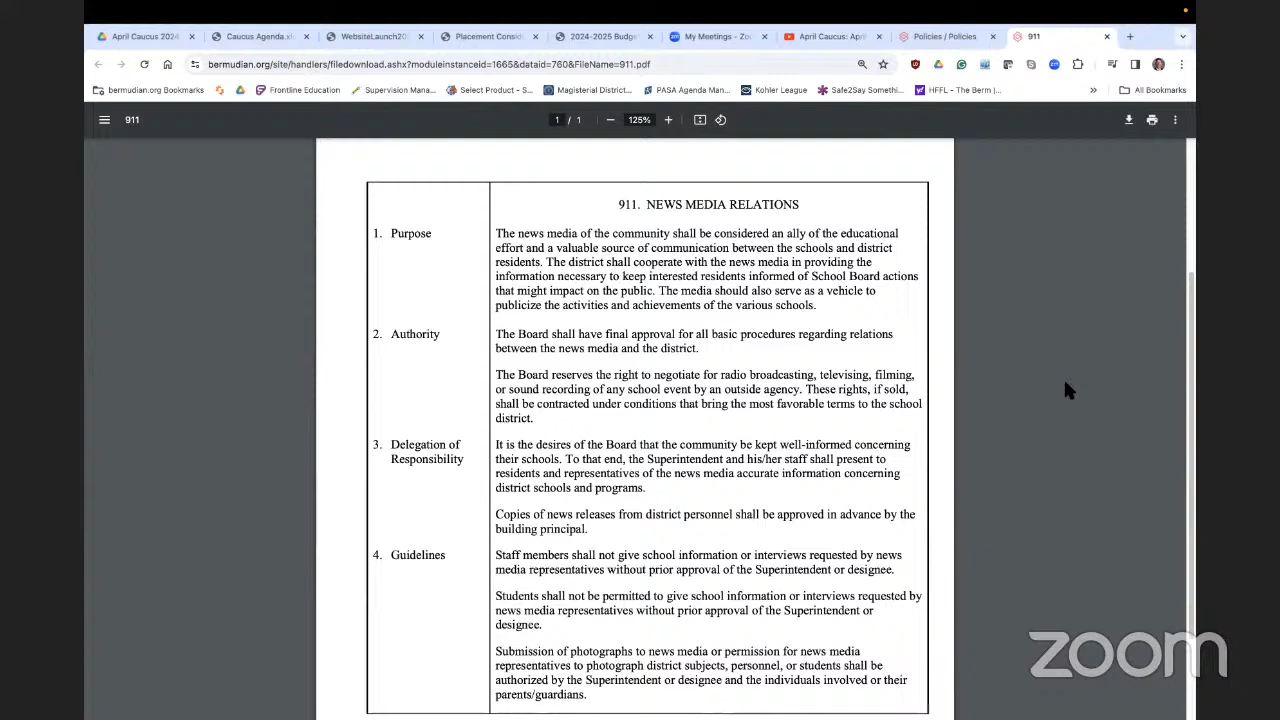 April Caucus 2024
Caucus Agenda.xls
WebsiteLaunch202
Placement Consid
2024-2025 Budge
My Meetings - Zoo
April Caucus: Apri
Policies / Policies
911
bermudian.org/site/handlers/filedownload.ashx?moduleinstanceid=1665&dataid=760&FileName=911.pdf
bermudian.org Bookmarks
Frontline Education
Supervision Mana...
Select Product - S...
Magisterial District...
PASA Agenda Man...
Kohler League
Safe2Say Somethi...
HFFL - The Berm |...
All Bookmarks
911
1 / 1
125%
911. NEWS MEDIA RELATIONS
1. Purpose
The news media of the community shall be considered an ally of the educational
effort and a valuable source of communication between the schools and district
residents. The district shall cooperate with the news media in providing the
information necessary to keep interested residents informed of School Board actions
that might impact on the public. The media should also serve as a vehicle to
publicize the activities and achievements of the various schools.
2. Authority
The Board shall have final approval for all basic procedures regarding relations
between the news media and the district.
The Board reserves the right to negotiate for radio broadcasting, televising, filming,
or sound recording of any school event by an outside agency. These rights, if sold,
shall be contracted under conditions that bring the most favorable terms to the school
district.
3. Delegation of
Responsibility
It is the desires of the Board that the community be kept well-informed concerning
their schools. To that end, the Superintendent and his/her staff shall present to
residents and representatives of the news media accurate information concerning
district schools and programs.
Copies of news releases from district personnel shall be approved in advance by the
building principal.
4. Guidelines
Staff members shall not give school information or interviews requested by news
media representatives without prior approval of the Superintendent or designee.
Students shall not be permitted to give school information or interviews requested by
news media representatives without prior approval of the Superintendent or
designee.
Submission of photographs to news media or permission for news media
representatives to photograph district subjects, personnel, or students shall be
authorized by the Superintendent or designee and the individuals involved or their
parents/guardians.
zoom